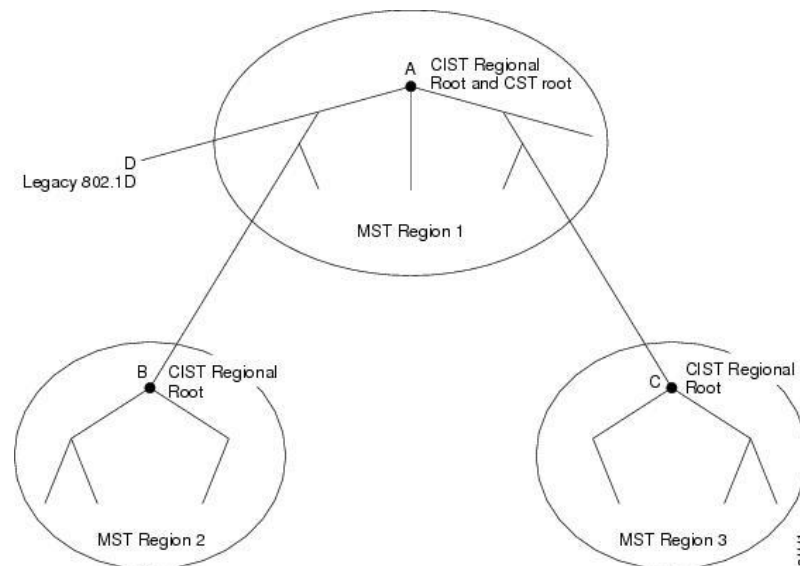 A
CIST Regional
Root and CST root
D
Legacy 802.1D
MST Region 1
B
CIST Regional
Root
C
CIST Regional
Root
MST Region 2
MST Region 3